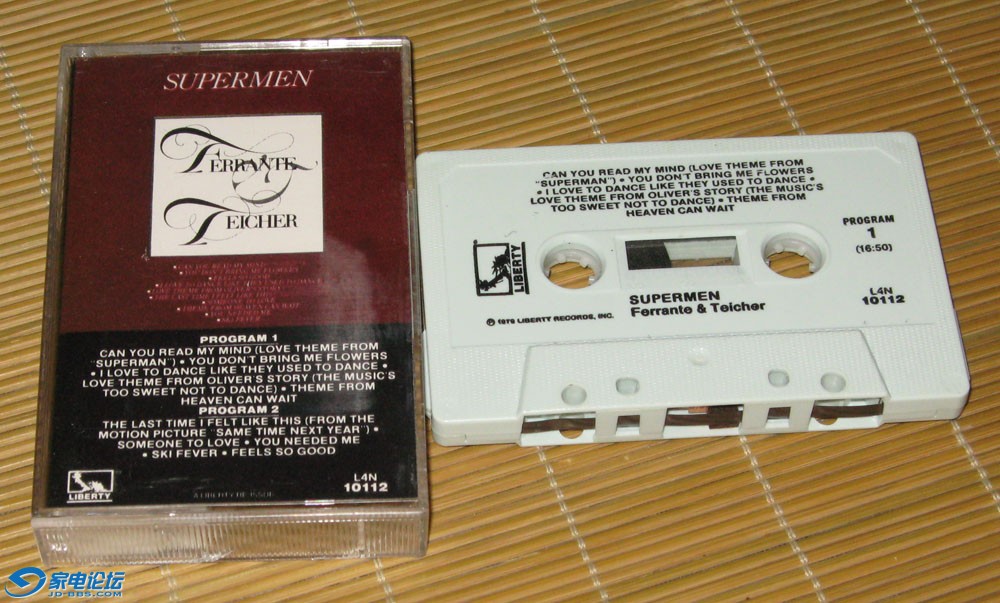 SUPERMEN
FERRANTE
&
TEICHER
PROGRAM 1
CAN YOU READ MY MIND (LOVE THEME FROM
"SUPERMAN") • YOU DON'T BRING ME FLOWERS
• I LOVE TO DANCE LIKE THEY USED TO DANCE •
LOVE THEME FROM OLIVER'S STORY (THE MUSIC'S
TOO SWEET NOT TO DANCE) • THEME FROM
HEAVEN CAN WAIT
PROGRAM 2
THE LAST TIME I FELT LIKE THIS (FROM THE
MOTION PICTURE "SAME TIME NEXT YEAR") •
SOMEONE TO LOVE • YOU NEEDED ME
• SKI FEVER • FEELS SO GOOD
LIBERTY
A LIBERTY RE-ISSUE
L4N
10112
CAN YOU READ MY MIND (LOVE THEME FROM
"SUPERMAN") • YOU DON'T BRING ME FLOWERS
• I LOVE TO DANCE LIKE THEY USED TO DANCE •
LOVE THEME FROM OLIVER'S STORY (THE MUSIC'S
TOO SWEET NOT TO DANCE) • THEME FROM
HEAVEN CAN WAIT
PROGRAM
1
(16:50)
LIBERTY
SUPERMEN
Ferrante & Teicher
L4N
10112
℗ 1979 LIBERTY RECORDS, INC.
家电论坛
JD-BBS.COM